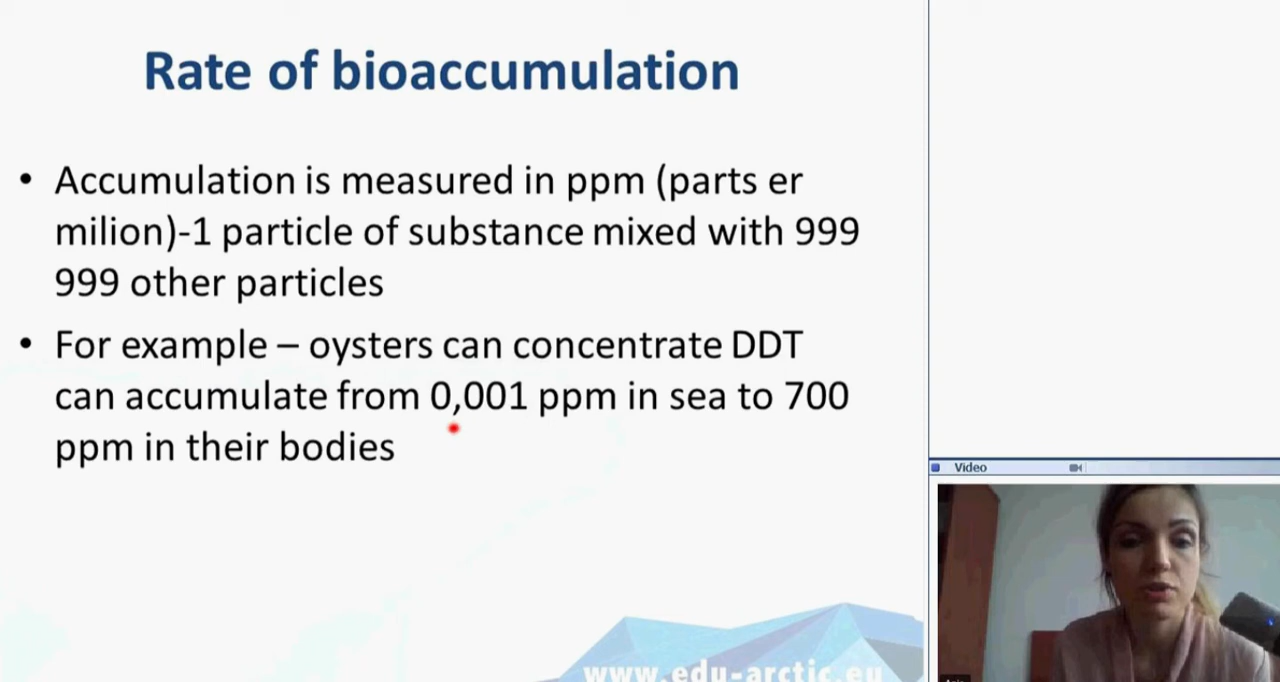 Rate of bioaccumulation
• Accumulation is measured in ppm (parts er
milion)-1 particle of substance mixed with 999
999 other particles
• For example – oysters can concentrate DDT
can accumulate from 0,001 ppm in sea to 700
ppm in their bodies
www.edu-arctic.eu
Video